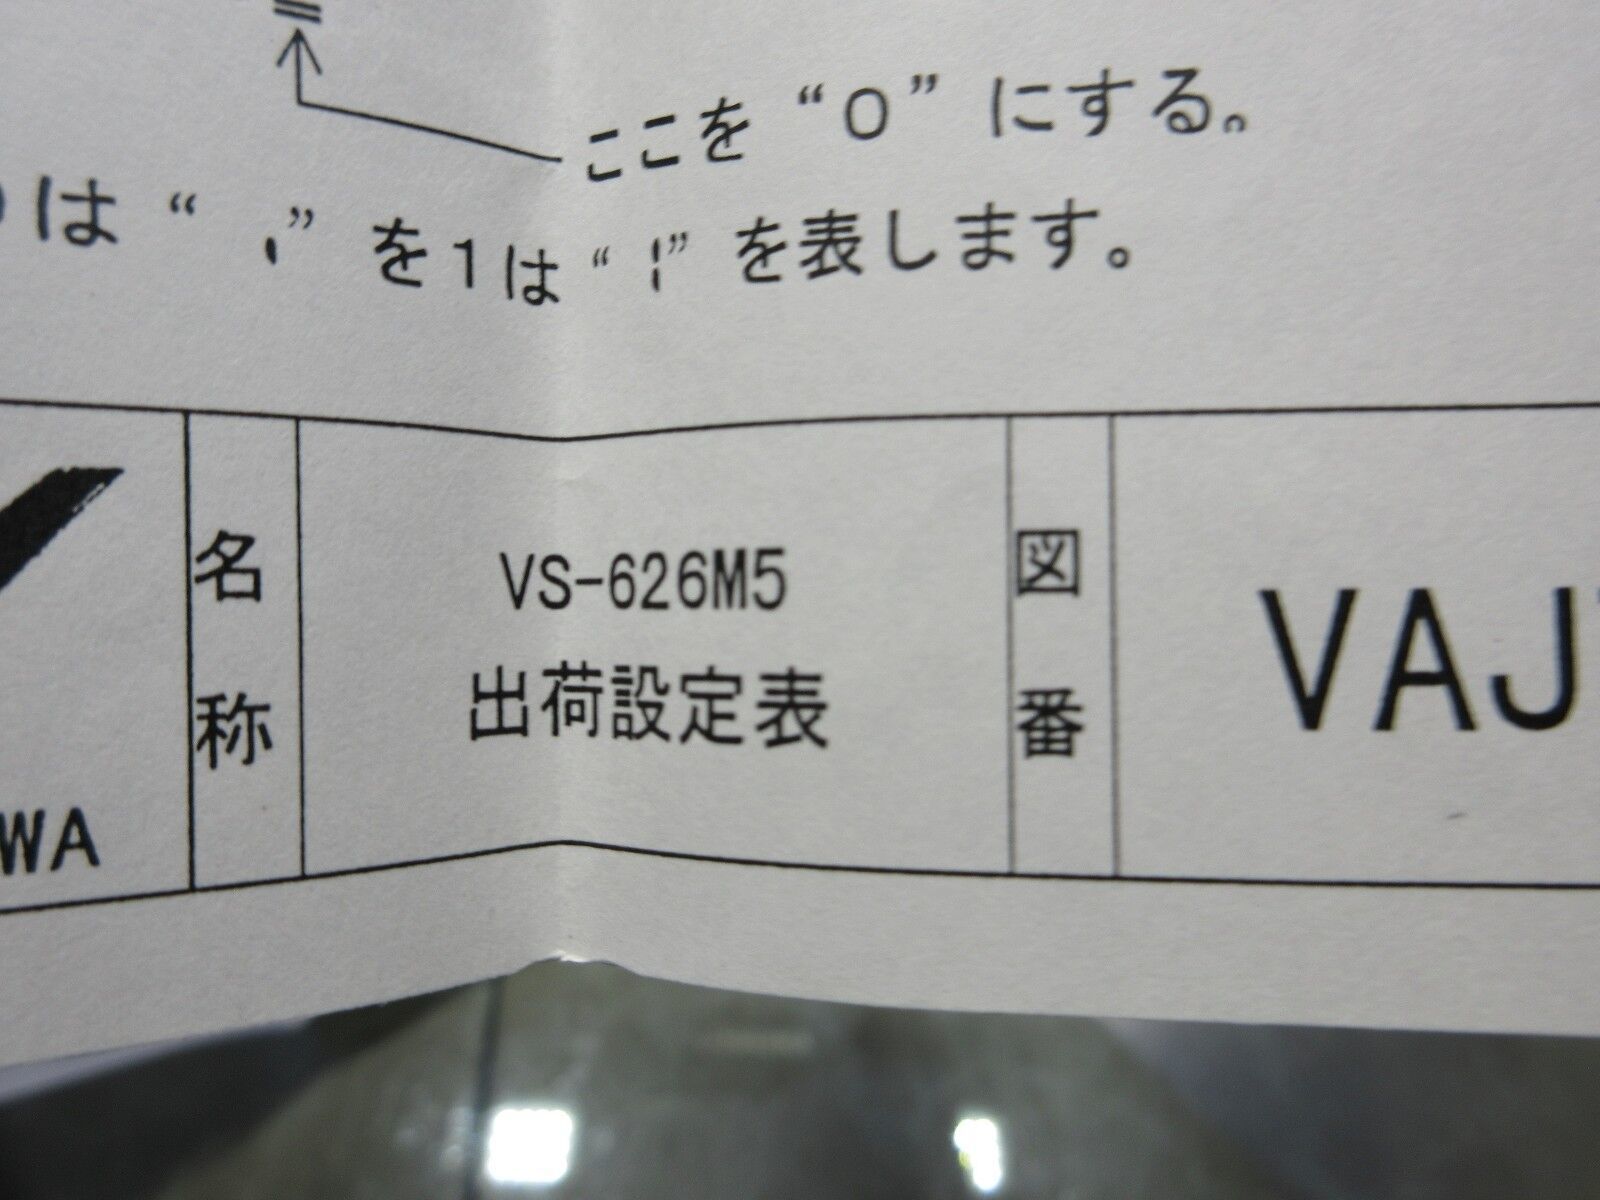 ここを“0”にする。
は“╷”を1は“╎”を表します。
名称
VS-626M5
出荷設定表
図番
VAJ
WA